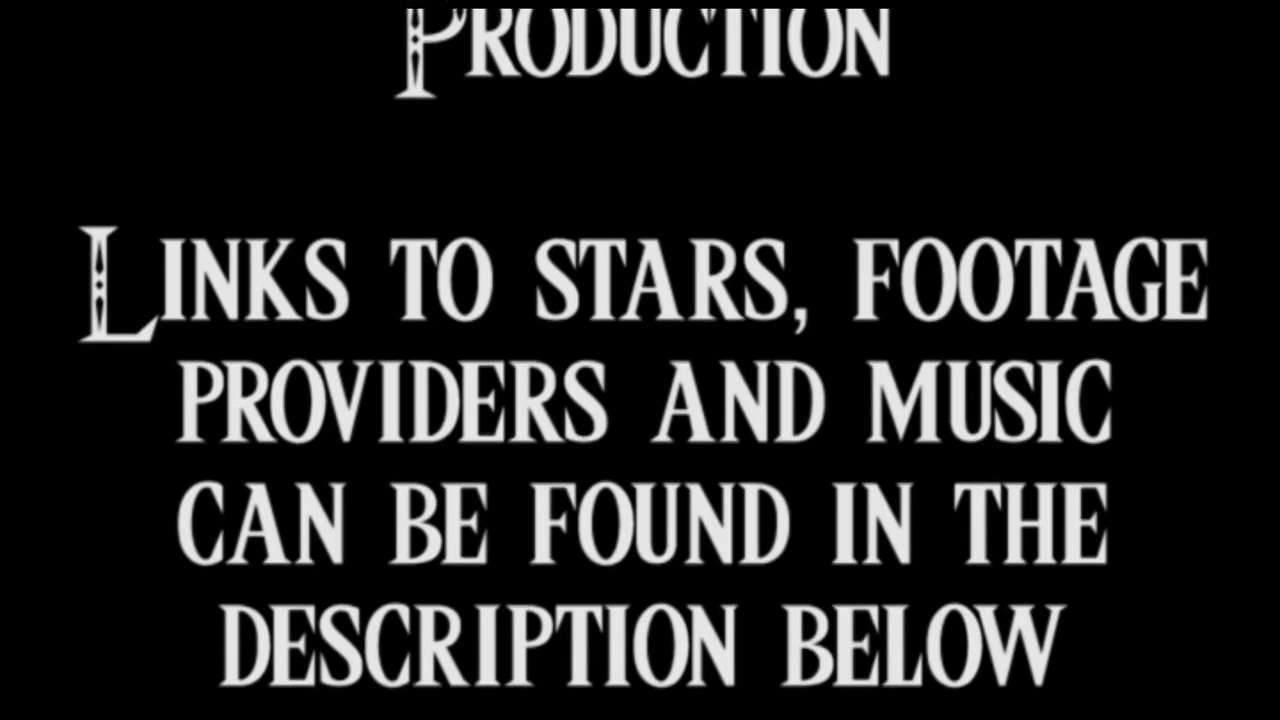 PRODUCTION
LINKS TO STARS, FOOTAGE
PROVIDERS AND MUSIC
CAN BE FOUND IN THE
DESCRIPTION BELOW